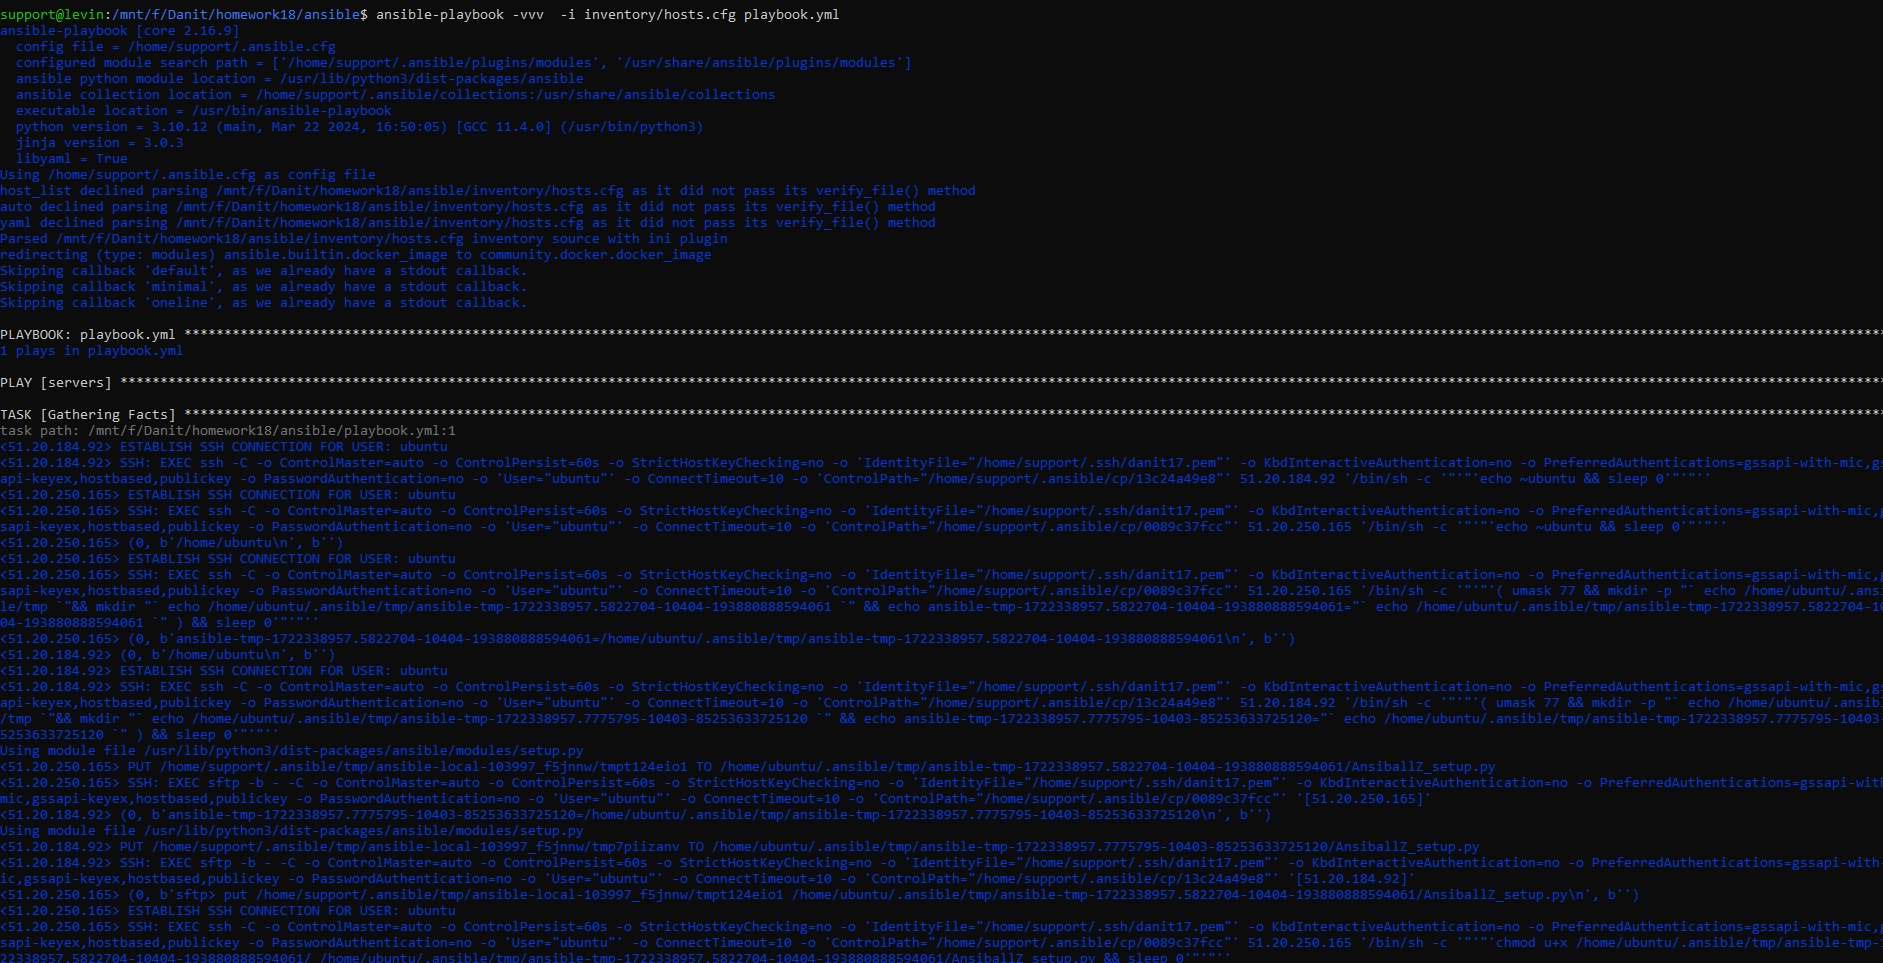 support@levin:/mnt/f/Danit/homework18/ansible$ ansible-playbook -vvv  -i inventory/hosts.cfg playbook.yml
ansible-playbook [core 2.16.9]
  config file = /home/support/.ansible.cfg
  configured module search path = ['/home/support/.ansible/plugins/modules', '/usr/share/ansible/plugins/modules']
  ansible python module location = /usr/lib/python3/dist-packages/ansible
  ansible collection location = /home/support/.ansible/collections:/usr/share/ansible/collections
  executable location = /usr/bin/ansible-playbook
  python version = 3.10.12 (main, Mar 22 2024, 16:50:05) [GCC 11.4.0] (/usr/bin/python3)
  jinja version = 3.0.3
  libyaml = True
Using /home/support/.ansible.cfg as config file
host_list declined parsing /mnt/f/Danit/homework18/ansible/inventory/hosts.cfg as it did not pass its verify_file() method
auto declined parsing /mnt/f/Danit/homework18/ansible/inventory/hosts.cfg as it did not pass its verify_file() method
yaml declined parsing /mnt/f/Danit/homework18/ansible/inventory/hosts.cfg as it did not pass its verify_file() method
Parsed /mnt/f/Danit/homework18/ansible/inventory/hosts.cfg inventory source with ini plugin
redirecting (type: modules) ansible.builtin.docker_image to community.docker.docker_image
Skipping callback 'default', as we already have a stdout callback.
Skipping callback 'minimal', as we already have a stdout callback.
Skipping callback 'oneline', as we already have a stdout callback.
PLAYBOOK: playbook.yml ********************************************************************************
1 plays in playbook.yml
PLAY [servers] ********************************************************************************
TASK [Gathering Facts] ********************************************************************************
task path: /mnt/f/Danit/homework18/ansible/playbook.yml:1
<51.20.184.92> ESTABLISH SSH CONNECTION FOR USER: ubuntu
<51.20.184.92> SSH: EXEC ssh -C -o ControlMaster=auto -o ControlPersist=60s -o StrictHostKeyChecking=no -o 'IdentityFile="/home/support/.ssh/danit17.pem"' -o KbdInteractiveAuthentication=no -o PreferredAuthentications=gssapi-with-mic,gs
api-keyex,hostbased,publickey -o PasswordAuthentication=no -o 'User="ubuntu"' -o ConnectTimeout=10 -o 'ControlPath="/home/support/.ansible/cp/13c24a49e8"' 51.20.184.92 '/bin/sh -c '"'"'echo ~ubuntu && sleep 0'"'"''
<51.20.250.165> ESTABLISH SSH CONNECTION FOR USER: ubuntu
<51.20.250.165> SSH: EXEC ssh -C -o ControlMaster=auto -o ControlPersist=60s -o StrictHostKeyChecking=no -o 'IdentityFile="/home/support/.ssh/danit17.pem"' -o KbdInteractiveAuthentication=no -o PreferredAuthentications=gssapi-with-mic,g
sapi-keyex,hostbased,publickey -o PasswordAuthentication=no -o 'User="ubuntu"' -o ConnectTimeout=10 -o 'ControlPath="/home/support/.ansible/cp/0089c37fcc"' 51.20.250.165 '/bin/sh -c '"'"'echo ~ubuntu && sleep 0'"'"''
<51.20.250.165> (0, b'/home/ubuntu\n', b'')
<51.20.250.165> ESTABLISH SSH CONNECTION FOR USER: ubuntu
<51.20.250.165> SSH: EXEC ssh -C -o ControlMaster=auto -o ControlPersist=60s -o StrictHostKeyChecking=no -o 'IdentityFile="/home/support/.ssh/danit17.pem"' -o KbdInteractiveAuthentication=no -o PreferredAuthentications=gssapi-with-mic,g
sapi-keyex,hostbased,publickey -o PasswordAuthentication=no -o 'User="ubuntu"' -o ConnectTimeout=10 -o 'ControlPath="/home/support/.ansible/cp/0089c37fcc"' 51.20.250.165 '/bin/sh -c '"'"'( umask 77 && mkdir -p "` echo /home/ubuntu/.ansi
le/tmp `"&& mkdir "` echo /home/ubuntu/.ansible/tmp/ansible-tmp-1722338957.5822704-10404-193880888594061 `" && echo ansible-tmp-1722338957.5822704-10404-193880888594061="` echo /home/ubuntu/.ansible/tmp/ansible-tmp-1722338957.5822704-10
04-193880888594061 `" ) && sleep 0'"'"''
<51.20.250.165> (0, b'ansible-tmp-1722338957.5822704-10404-193880888594061=/home/ubuntu/.ansible/tmp/ansible-tmp-1722338957.5822704-10404-193880888594061\n', b'')
<51.20.184.92> (0, b'/home/ubuntu\n', b'')
<51.20.184.92> ESTABLISH SSH CONNECTION FOR USER: ubuntu
<51.20.184.92> SSH: EXEC ssh -C -o ControlMaster=auto -o ControlPersist=60s -o StrictHostKeyChecking=no -o 'IdentityFile="/home/support/.ssh/danit17.pem"' -o KbdInteractiveAuthentication=no -o PreferredAuthentications=gssapi-with-mic,gs
api-keyex,hostbased,publickey -o PasswordAuthentication=no -o 'User="ubuntu"' -o ConnectTimeout=10 -o 'ControlPath="/home/support/.ansible/cp/13c24a49e8"' 51.20.184.92 '/bin/sh -c '"'"'( umask 77 && mkdir -p "` echo /home/ubuntu/.ansibl
/tmp `"&& mkdir "` echo /home/ubuntu/.ansible/tmp/ansible-tmp-1722338957.7775795-10403-85253633725120 `" && echo ansible-tmp-1722338957.7775795-10403-85253633725120="` echo /home/ubuntu/.ansible/tmp/ansible-tmp-1722338957.7775795-10403-
5253633725120 `" ) && sleep 0'"'"''
Using module file /usr/lib/python3/dist-packages/ansible/modules/setup.py
<51.20.250.165> PUT /home/support/.ansible/tmp/ansible-local-103997_f5jnnw/tmpt124eio1 TO /home/ubuntu/.ansible/tmp/ansible-tmp-1722338957.5822704-10404-193880888594061/AnsiballZ_setup.py
<51.20.250.165> SSH: EXEC sftp -b - -C -o ControlMaster=auto -o ControlPersist=60s -o StrictHostKeyChecking=no -o 'IdentityFile="/home/support/.ssh/danit17.pem"' -o KbdInteractiveAuthentication=no -o PreferredAuthentications=gssapi-with
mic,gssapi-keyex,hostbased,publickey -o PasswordAuthentication=no -o 'User="ubuntu"' -o ConnectTimeout=10 -o 'ControlPath="/home/support/.ansible/cp/0089c37fcc"' '[51.20.250.165]'
<51.20.184.92> (0, b'ansible-tmp-1722338957.7775795-10403-85253633725120=/home/ubuntu/.ansible/tmp/ansible-tmp-1722338957.7775795-10403-85253633725120\n', b'')
Using module file /usr/lib/python3/dist-packages/ansible/modules/setup.py
<51.20.184.92> PUT /home/support/.ansible/tmp/ansible-local-103997_f5jnnw/tmp7piizanv TO /home/ubuntu/.ansible/tmp/ansible-tmp-1722338957.7775795-10403-85253633725120/AnsiballZ_setup.py
<51.20.184.92> SSH: EXEC sftp -b - -C -o ControlMaster=auto -o ControlPersist=60s -o StrictHostKeyChecking=no -o 'IdentityFile="/home/support/.ssh/danit17.pem"' -o KbdInteractiveAuthentication=no -o PreferredAuthentications=gssapi-with-
ic,gssapi-keyex,hostbased,publickey -o PasswordAuthentication=no -o 'User="ubuntu"' -o ConnectTimeout=10 -o 'ControlPath="/home/support/.ansible/cp/13c24a49e8"' '[51.20.184.92]'
<51.20.250.165> (0, b'sftp> put /home/support/.ansible/tmp/ansible-local-103997_f5jnnw/tmpt124eio1 /home/ubuntu/.ansible/tmp/ansible-tmp-1722338957.5822704-10404-193880888594061/AnsiballZ_setup.py\n', b'')
<51.20.250.165> ESTABLISH SSH CONNECTION FOR USER: ubuntu
<51.20.250.165> SSH: EXEC ssh -C -o ControlMaster=auto -o ControlPersist=60s -o StrictHostKeyChecking=no -o 'IdentityFile="/home/support/.ssh/danit17.pem"' -o KbdInteractiveAuthentication=no -o PreferredAuthentications=gssapi-with-mic,g
sapi-keyex,hostbased,publickey -o PasswordAuthentication=no -o 'User="ubuntu"' -o ConnectTimeout=10 -o 'ControlPath="/home/support/.ansible/cp/0089c37fcc"' 51.20.250.165 '/bin/sh -c '"'"'chmod u+x /home/ubuntu/.ansible/tmp/ansible-tmp-1
22338957.5822704-10404-193880888594061/ /home/ubuntu/.ansible/tmp/ansible-tmp-1722338957.5822704-10404-193880888594061/AnsiballZ_setup.py && sleep 0'"'"''